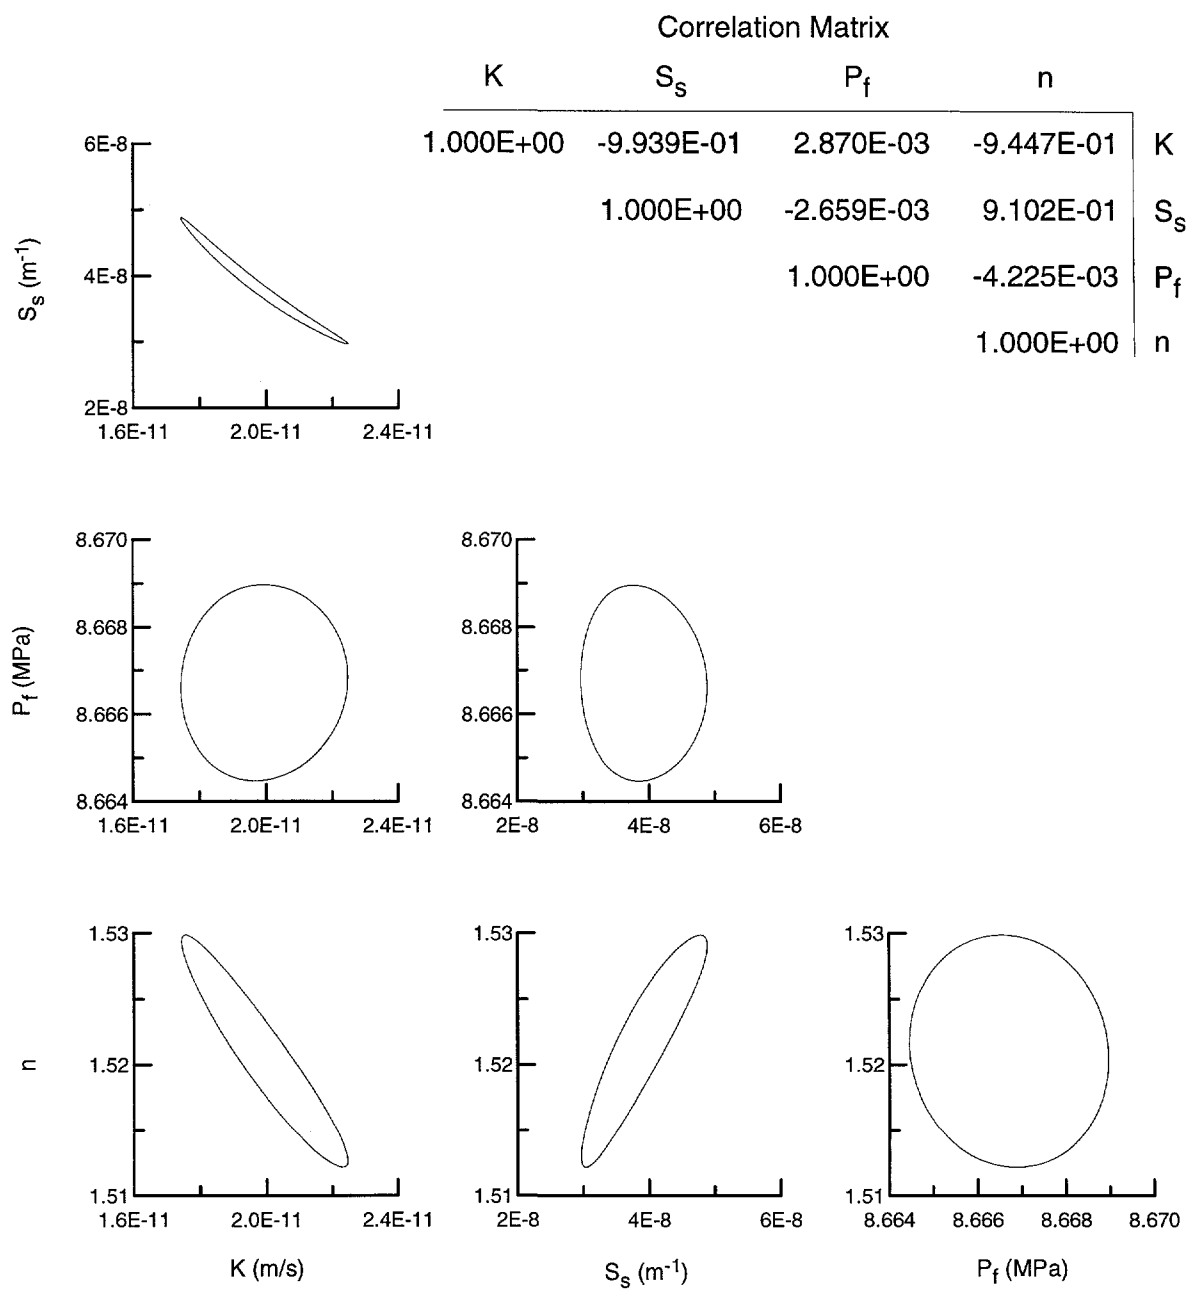 Correlation Matrix
K S_s P_f n
1.000E+00 -9.939E-01 2.870E-03 -9.447E-01 K
1.000E+00 -2.659E-03 9.102E-01 S_s
1.000E+00 -4.225E-03 P_f
1.000E+00 n
6E-8
4E-8
2E-8
S_s (m⁻¹)
1.6E-11 2.0E-11 2.4E-11
8.670
8.668
8.666
8.664
P_f (MPa)
1.6E-11 2.0E-11 2.4E-11
8.670
8.668
8.666
8.664
2E-8 4E-8 6E-8
1.53
1.52
1.51
n
1.6E-11 2.0E-11 2.4E-11
K (m/s)
1.53
1.52
1.51
2E-8 4E-8 6E-8
S_s (m⁻¹)
1.53
1.52
1.51
8.664 8.666 8.668 8.670
P_f (MPa)